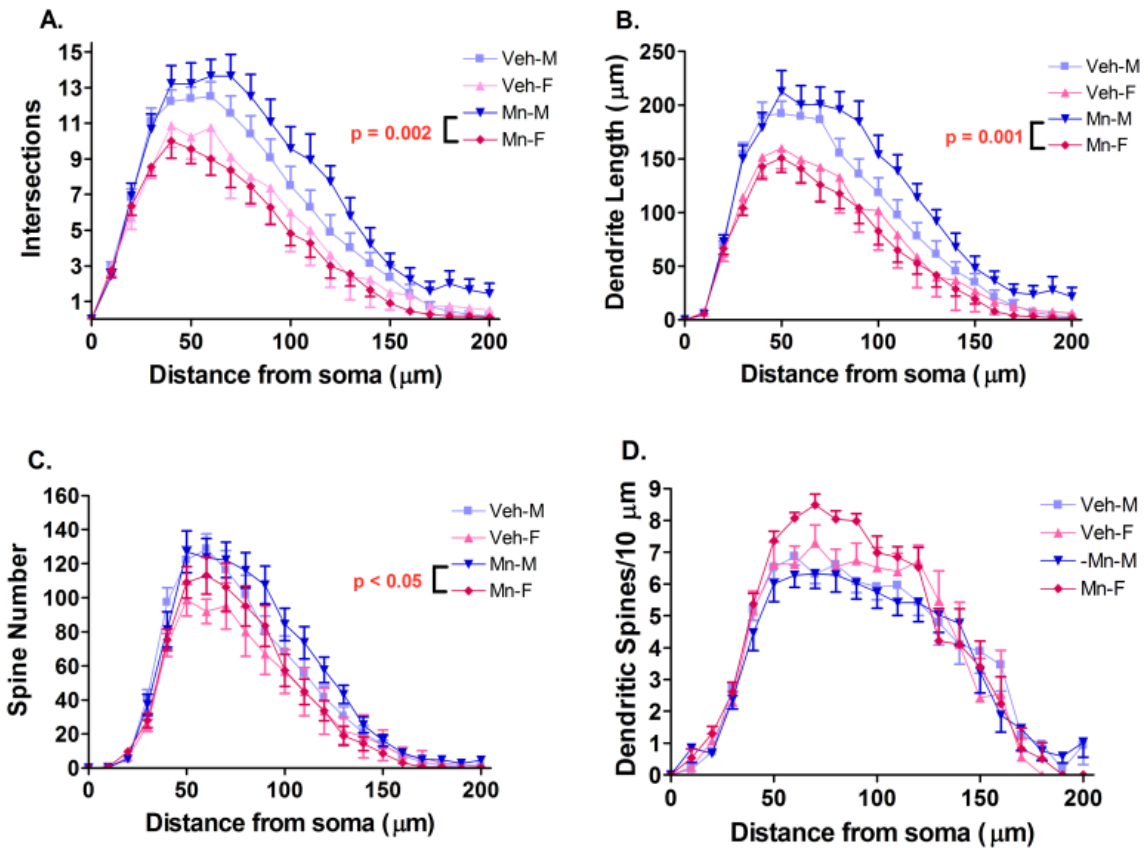 A.
15
13
11
9
7
5
3
1
Intersections
0 50 100 150 200
Distance from soma (μm)
Veh-M
Veh-F
Mn-M
Mn-F
p = 0.002
B.
250
200
150
100
50
0
Dendrite Length (μm)
0 50 100 150 200
Distance from soma (μm)
Veh-M
Veh-F
Mn-M
Mn-F
p = 0.001
C.
160
140
120
100
80
60
40
20
0
Spine Number
0 50 100 150 200
Distance from soma (μm)
Veh-M
Veh-F
Mn-M
Mn-F
p < 0.05
D.
9
8
7
6
5
4
3
2
1
0
Dendritic Spines/10 μm
0 50 100 150 200
Distance from soma (μm)
Veh-M
Veh-F
-Mn-M
Mn-F